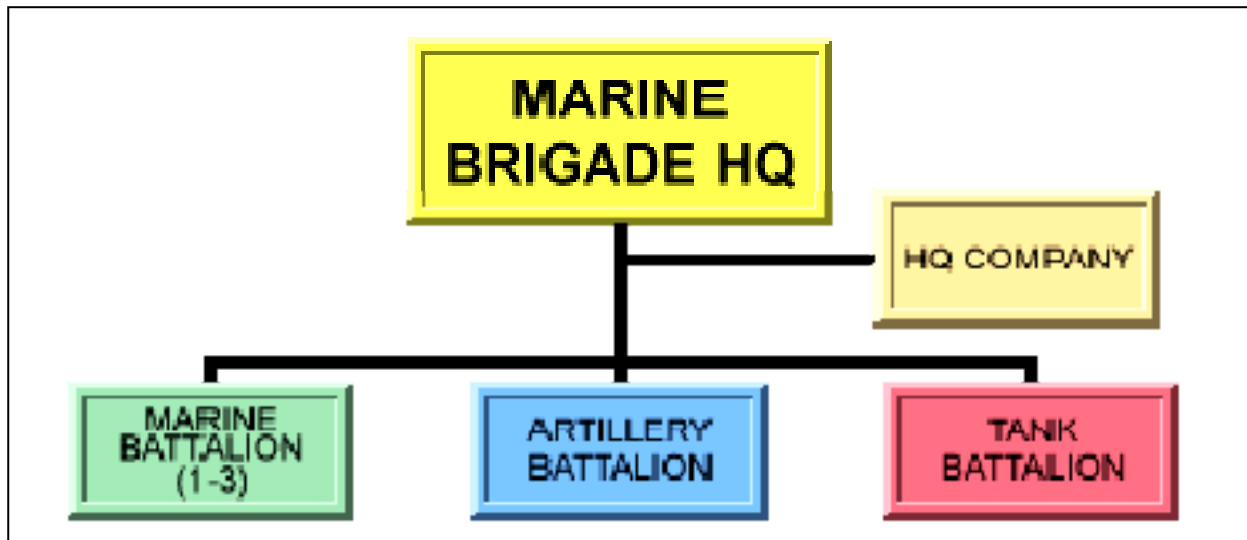 MARINE
BRIGADE HQ
HQ COMPANY
MARINE
BATTALION
(1-3)
ARTILLERY
BATTALION
TANK
BATTALION